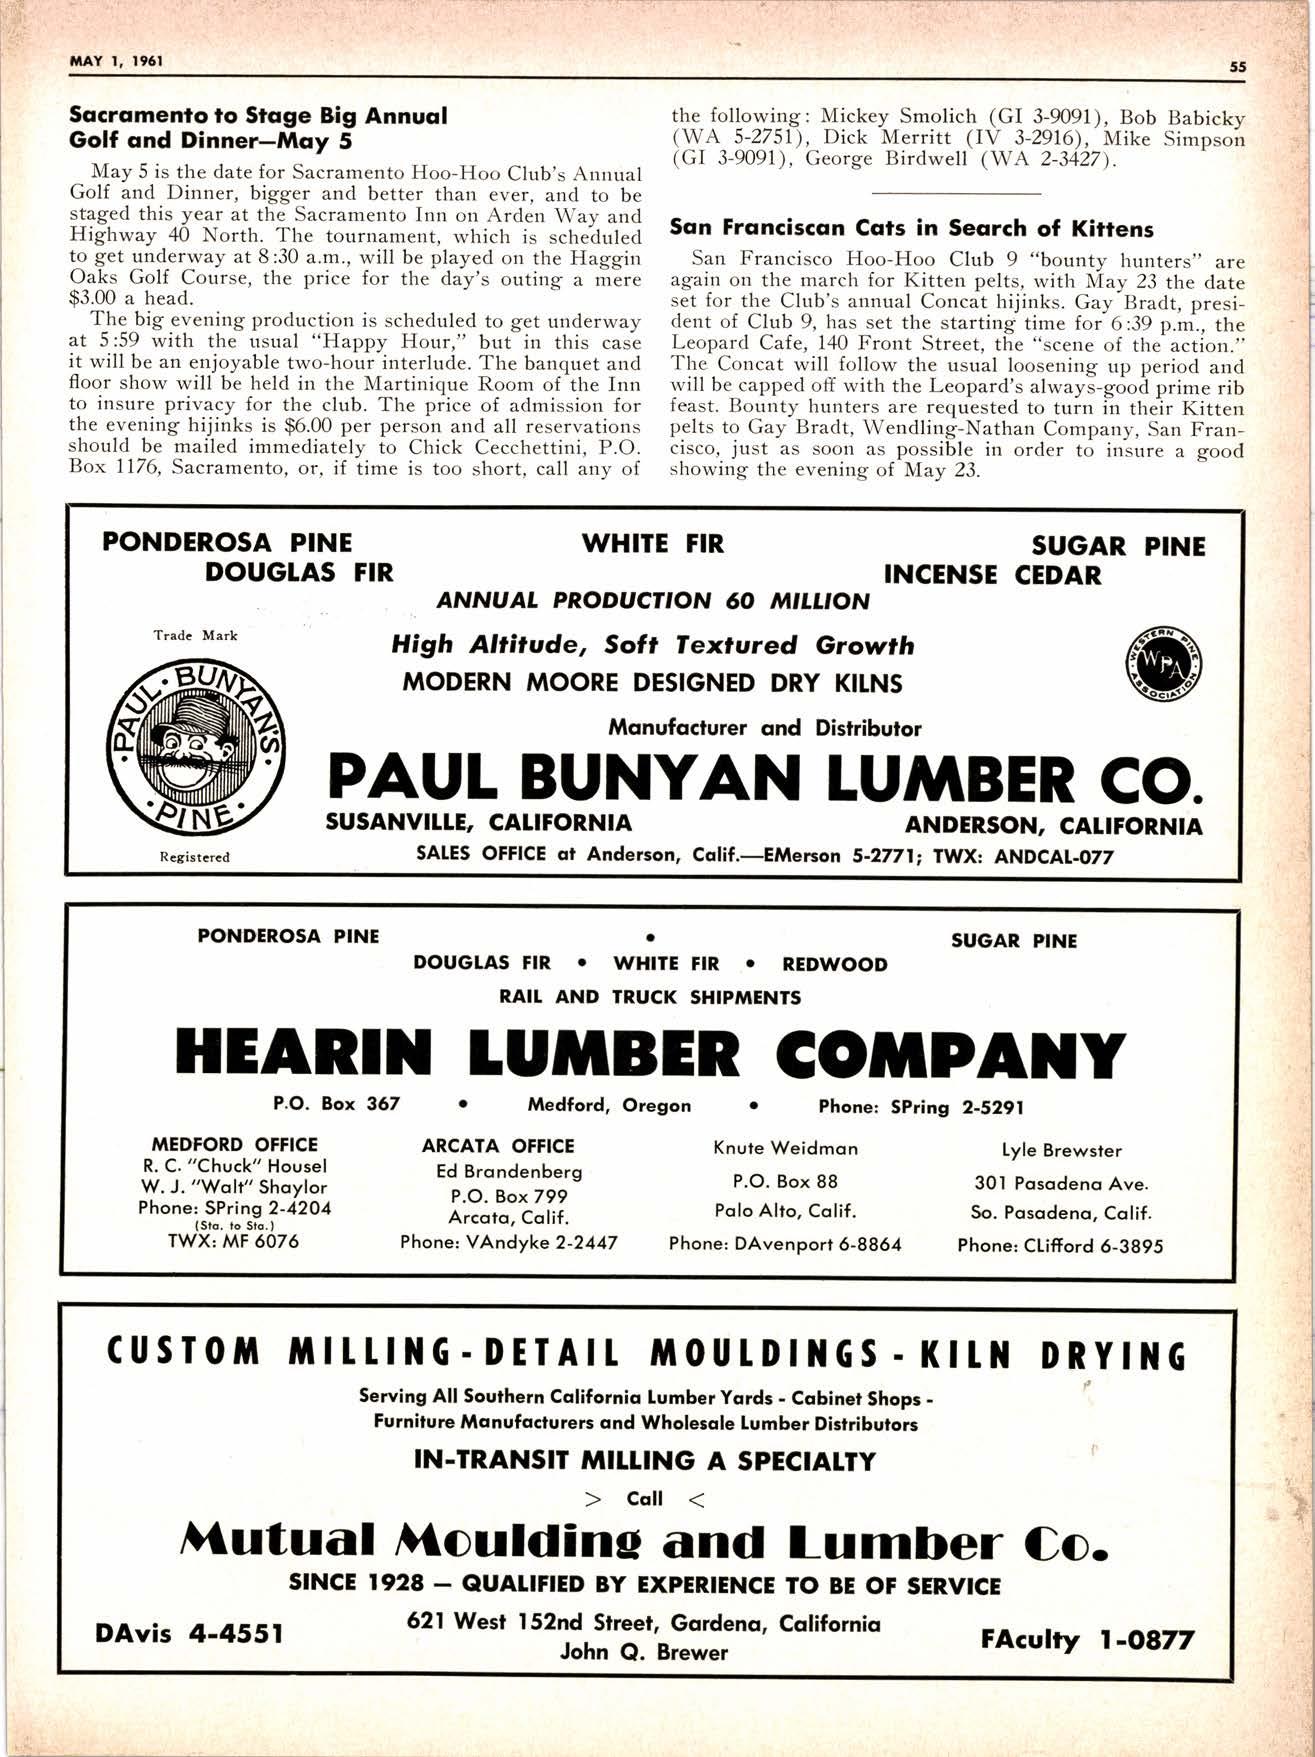 MAY 1, 1961
55
Sacramento to Stage Big Annual
Golf and Dinner—May 5
May 5 is the date for Sacramento Hoo-Hoo Club's Annual
Golf and Dinner, bigger and better than ever, and to be
staged this year at the Sacramento Inn on Arden Way and
Highway 40 North. The tournament, which is scheduled
to get underway at 8:30 a.m., will be played on the Haggin
Oaks Golf Course, the price for the day's outing a mere
$3.00 a head.
The big evening production is scheduled to get underway
at 5:59 with the usual "Happy Hour," but in this case
it will be an enjoyable two-hour interlude. The banquet and
floor show will be held in the Martinique Room of the Inn
to insure privacy for the club. The price of admission for
the evening hijinks is $6.00 per person and all reservations
should be mailed immediately to Chick Cecchettini, P.O.
Box 1176, Sacramento, or, if time is too short, call any of
the following: Mickey Smolich (GI 3-9091), Bob Babicky
(WA 5-2751), Dick Merritt (IV 3-2916), Mike Simpson
(GI 3-9091), George Birdwell (WA 2-3427).
San Franciscan Cats in Search of Kittens
San Francisco Hoo-Hoo Club 9 "bounty hunters" are
again on the march for Kitten pelts, with May 23 the date
set for the Club's annual Concat hijinks. Gay Bradt, presi-
dent of Club 9, has set the starting time for 6:39 p.m., the
Leopard Cafe, 140 Front Street, the "scene of the action."
The Concat will follow the usual loosening up period and
will be capped off with the Leopard's always-good prime rib
feast. Bounty hunters are requested to turn in their Kitten
pelts to Gay Bradt, Wendling-Nathan Company, San Fran-
cisco, just as soon as possible in order to insure a good
showing the evening of May 23.
PONDEROSA PINE WHITE FIR SUGAR PINE
DOUGLAS FIR INCENSE CEDAR
ANNUAL PRODUCTION 60 MILLION
Trade Mark
PAUL BUNYAN'S PINE
Registered
High Altitude, Soft Textured Growth
MODERN MOORE DESIGNED DRY KILNS
WESTERN PINE ASSOCIATION
WPA
Manufacturer and Distributor
PAUL BUNYAN LUMBER CO.
SUSANVILLE, CALIFORNIA ANDERSON, CALIFORNIA
SALES OFFICE at Anderson, Calif.—EMerson 5-2771; TWX: ANDCAL-077
PONDEROSA PINE • SUGAR PINE
DOUGLAS FIR • WHITE FIR • REDWOOD
RAIL AND TRUCK SHIPMENTS
HEARIN LUMBER COMPANY
P.O. Box 367 • Medford, Oregon • Phone: SPring 2-5291
MEDFORD OFFICE
R. C. "Chuck" Housel
W. J. "Walt" Shaylor
Phone: SPring 2-4204
(Sta. to Sta.)
TWX: MF 6076
ARCATA OFFICE
Ed Brandenberg
P.O. Box 799
Arcata, Calif.
Phone: VAndyke 2-2447
Knute Weidman
P.O. Box 88
Palo Alto, Calif.
Phone: DAvenport 6-8864
Lyle Brewster
301 Pasadena Ave.
So. Pasadena, Calif.
Phone: CLifford 6-3895
CUSTOM MILLING - DETAIL MOULDINGS - KILN DRYING
Serving All Southern California Lumber Yards - Cabinet Shops -
Furniture Manufacturers and Wholesale Lumber Distributors
IN-TRANSIT MILLING A SPECIALTY
> Call <
Mutual Moulding and Lumber Co.
SINCE 1928 — QUALIFIED BY EXPERIENCE TO BE OF SERVICE
DAvis 4-4551
621 West 152nd Street, Gardena, California
John Q. Brewer
FAculty 1-0877